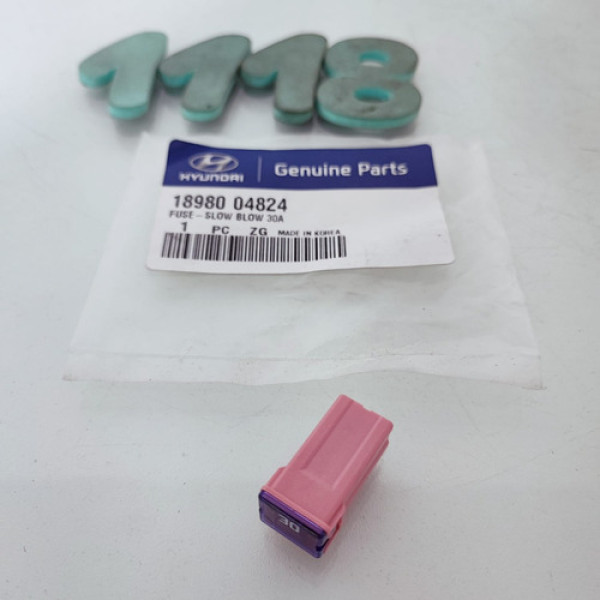 1118
HYUNDAI
Genuine Parts
18980 04824
FUSE - SLOW BLOW 30A
1 PC ZG MADE IN KOREA
30